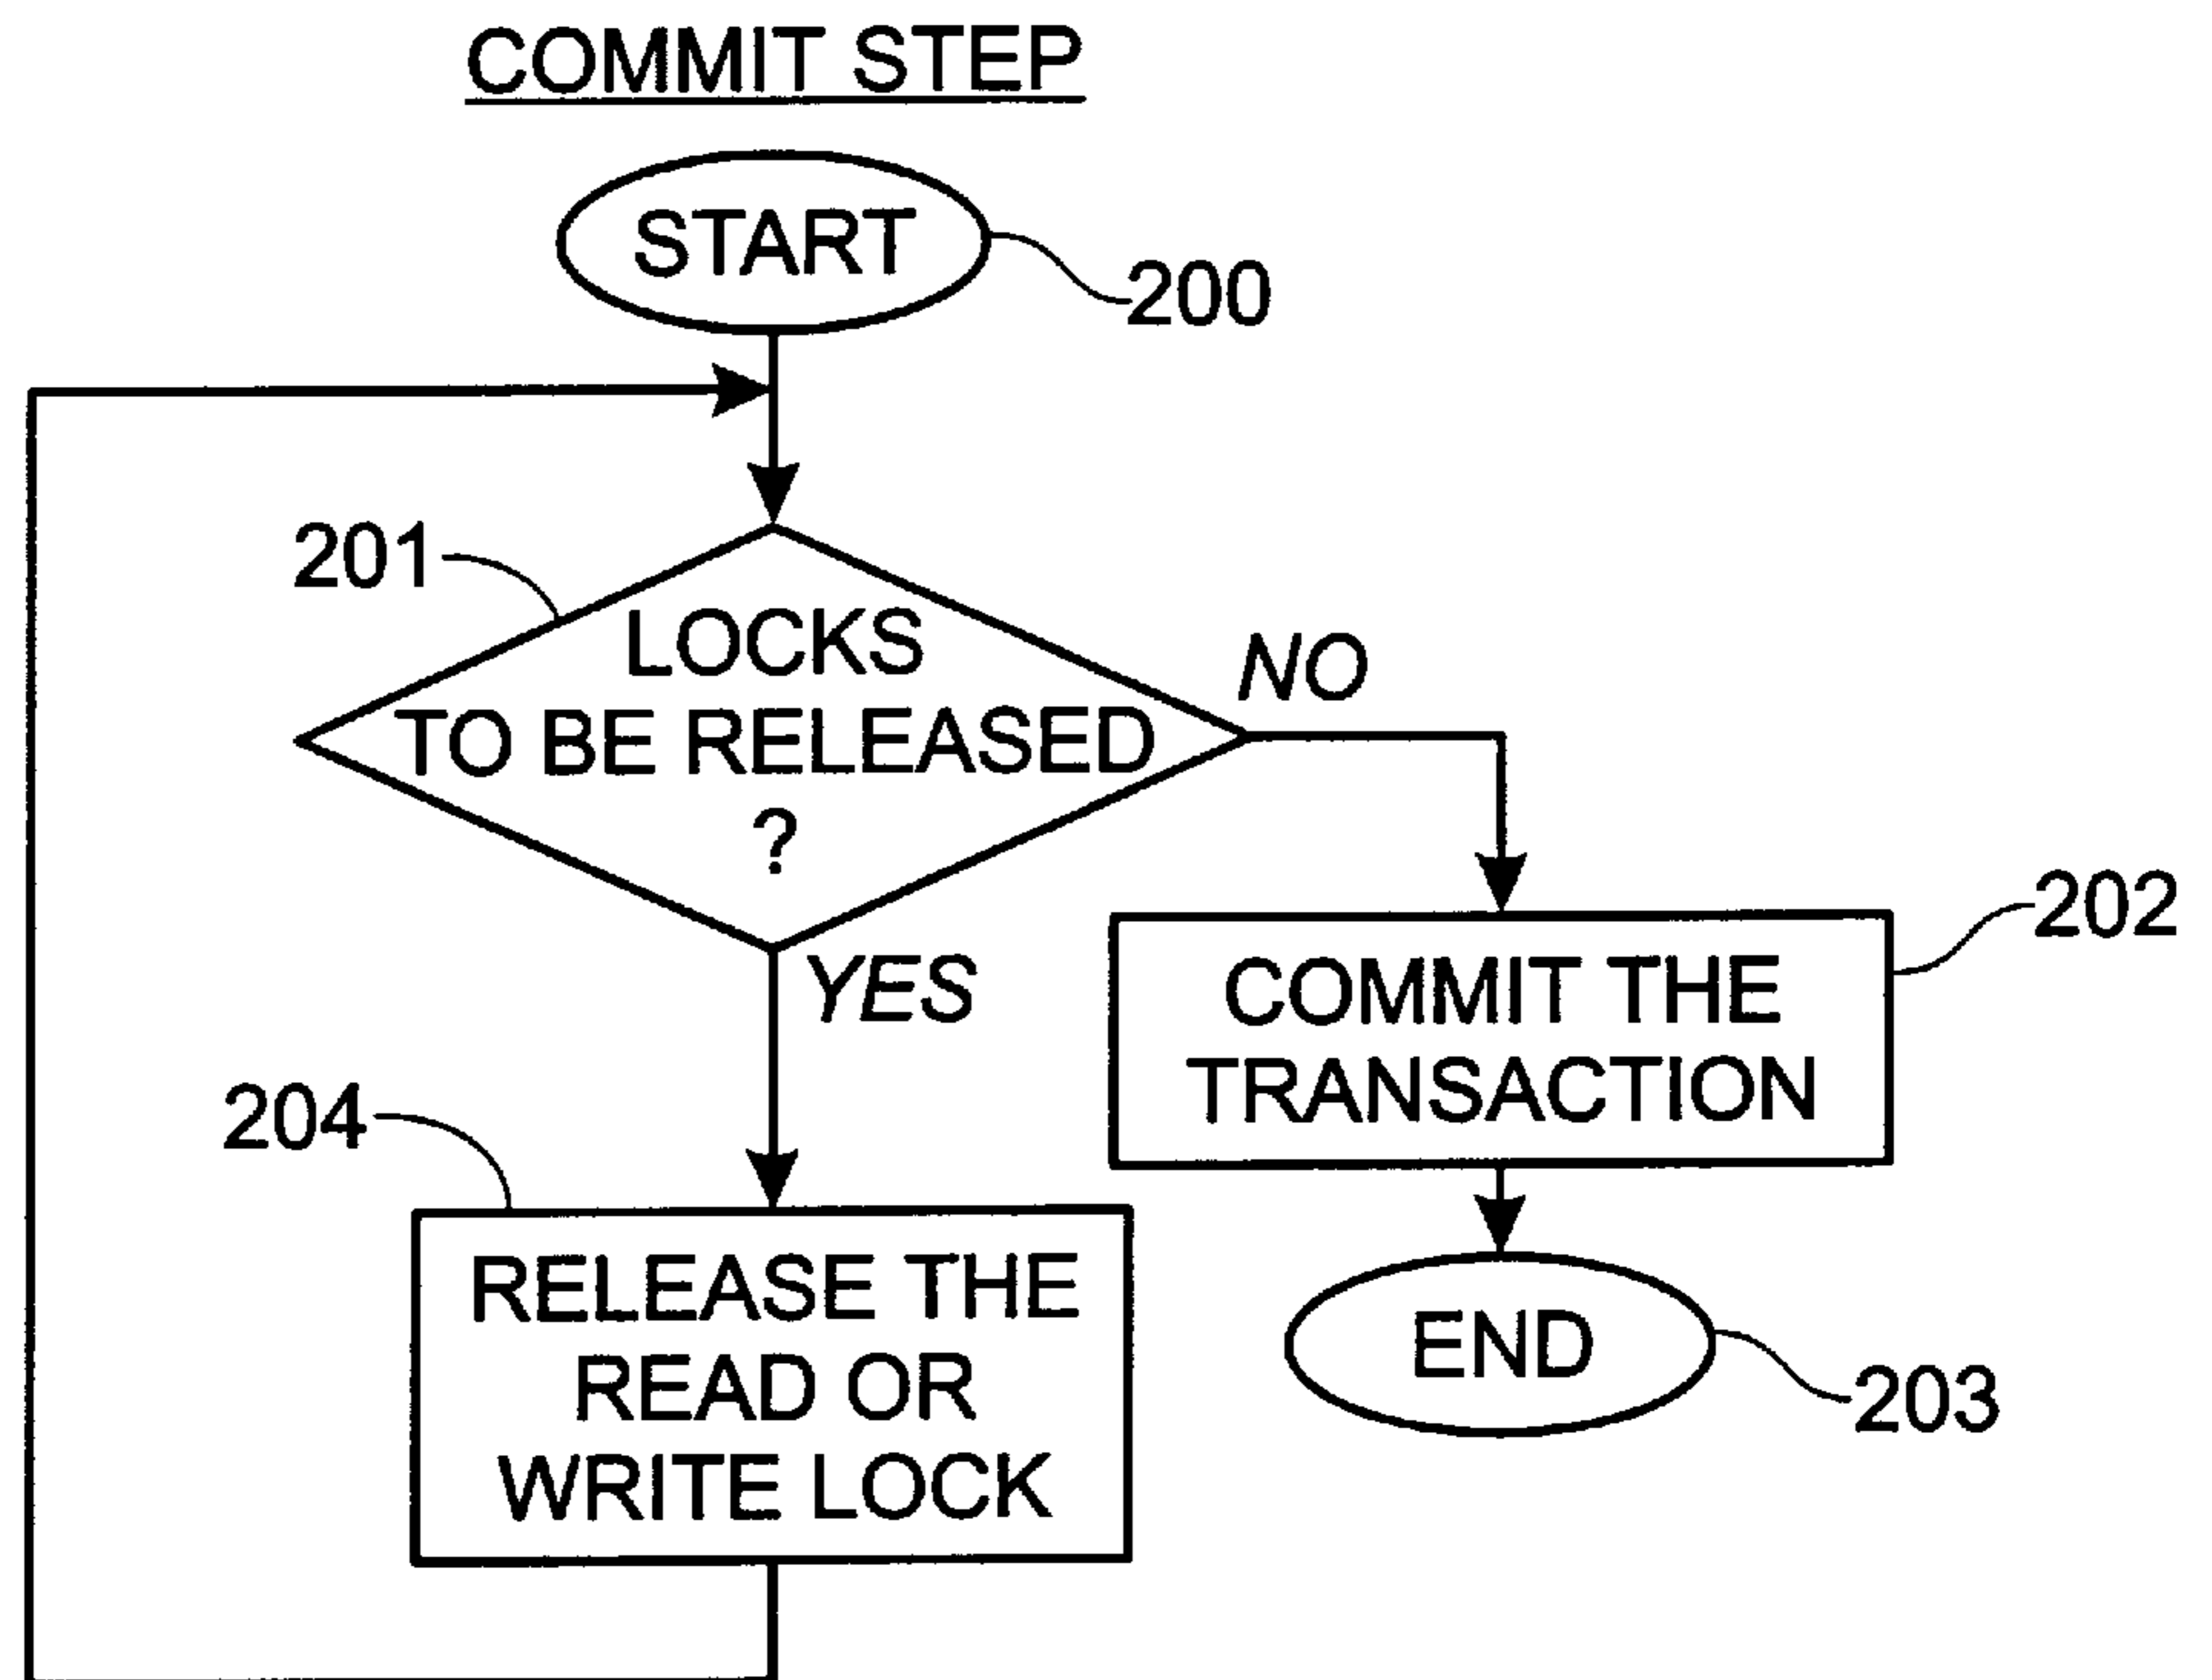 COMMIT STEP
START
200
201
LOCKS
TO BE RELEASED
?
NO
YES
202
COMMIT THE
TRANSACTION
204
RELEASE THE
READ OR
WRITE LOCK
END
203